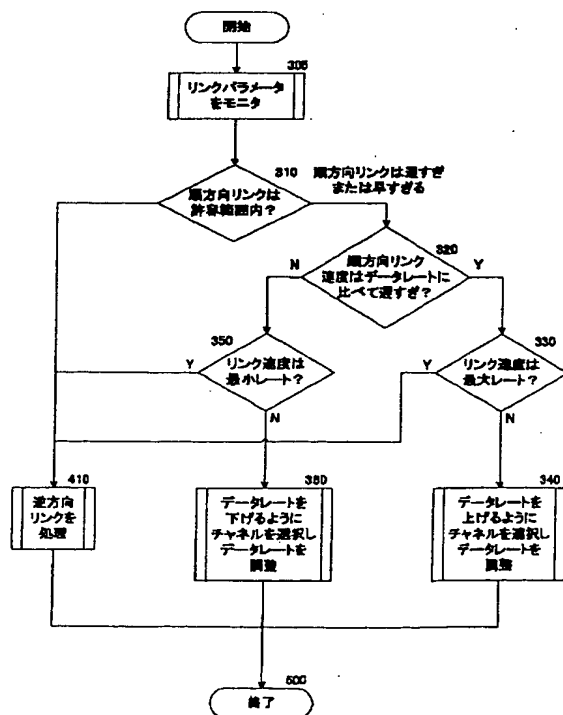 開始
305
リンクパラメータ
をモニタ
310
順方向リンクは遅すぎ
または早すぎる
順方向リンクは
許容範囲内?
320
順方向リンク
速度はデータレートに
比べて遅すぎ?
N
Y
350
リンク速度は
最小レート?
Y
N
330
リンク速度は
最大レート?
Y
N
410
逆方向
リンクを
処理
360
データレートを
下げるように
チャネルを選択し
データレートを
調整
340
データレートを
上げるように
チャネルを選択し
データレートを
調整
500
終了